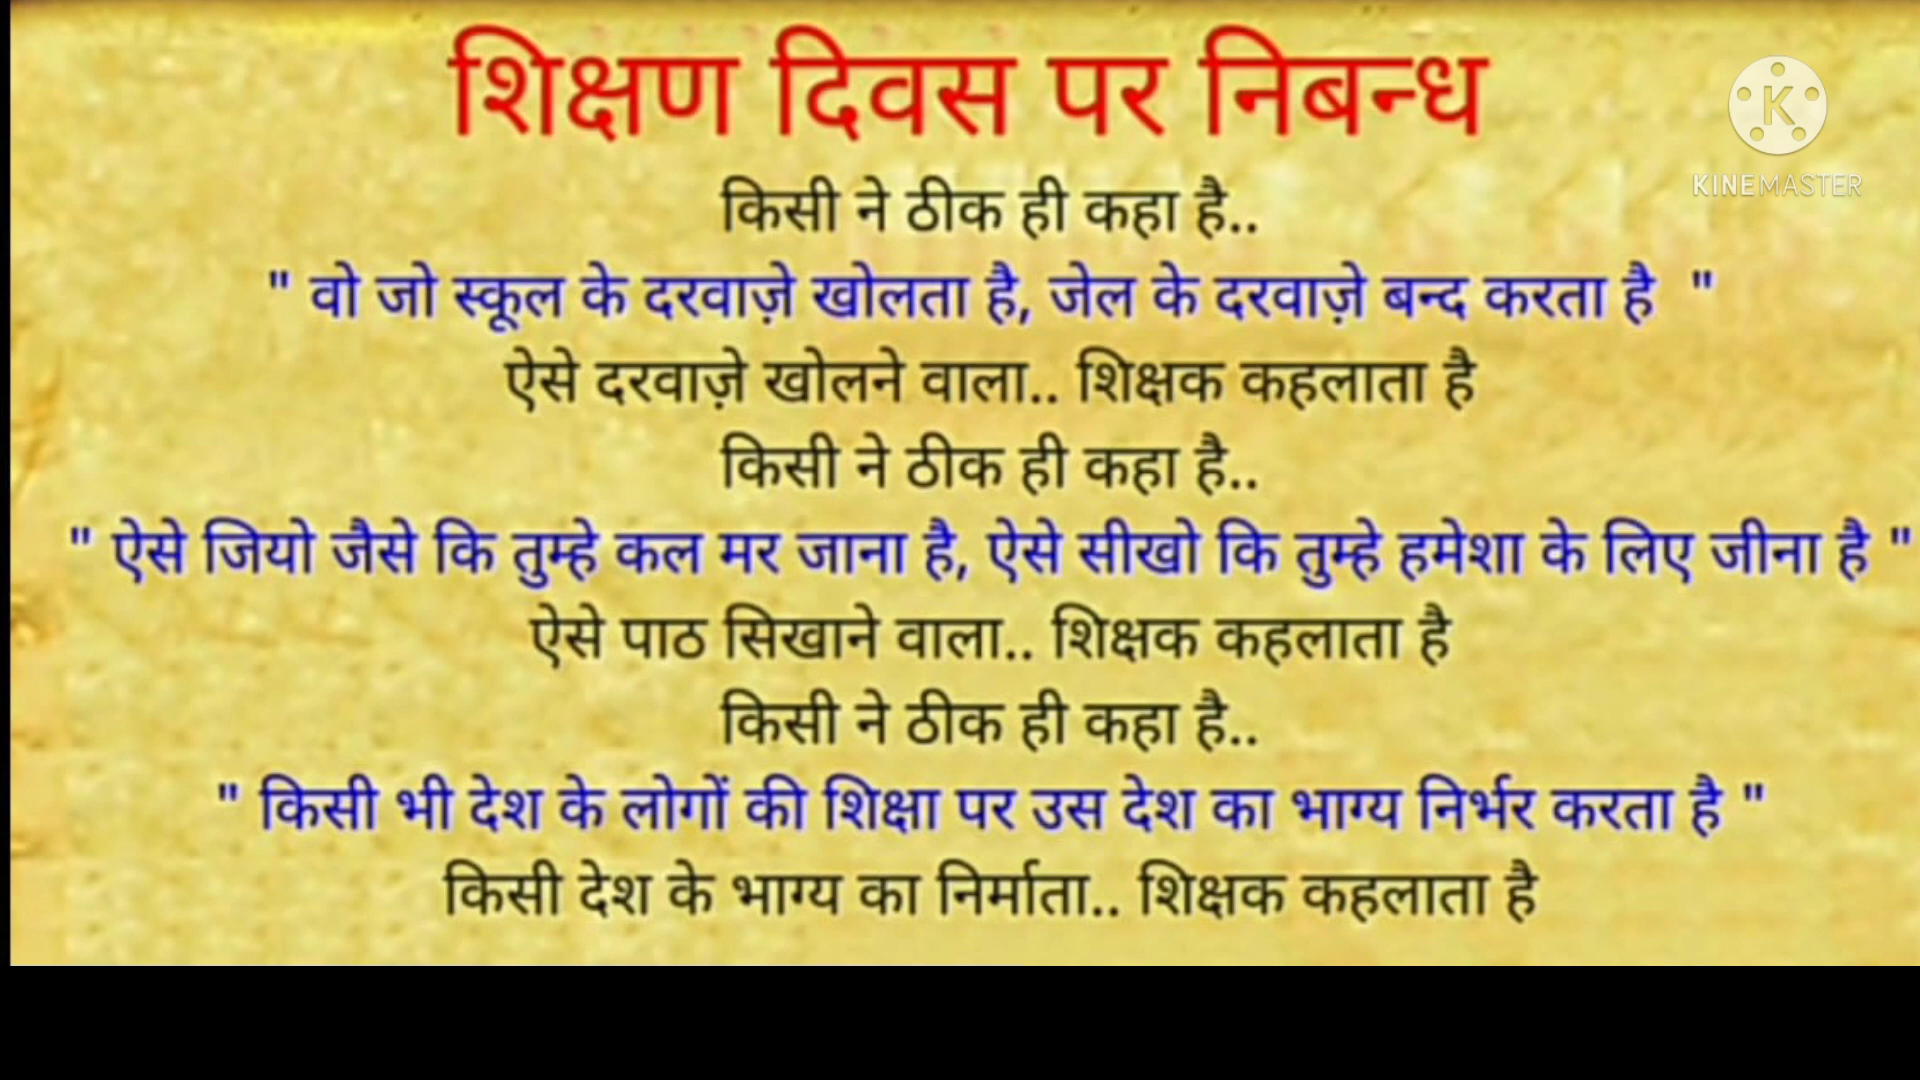 शिक्षण दिवस पर निबन्ध
किसी ने ठीक ही कहा है..
" वो जो स्कूल के दरवाज़े खोलता है, जेल के दरवाज़े बन्द करता है "
ऐसे दरवाज़े खोलने वाला.. शिक्षक कहलाता है
किसी ने ठीक ही कहा है..
" ऐसे जियो जैसे कि तुम्हे कल मर जाना है, ऐसे सीखो कि तुम्हे हमेशा के लिए जीना है "
ऐसे पाठ सिखाने वाला.. शिक्षक कहलाता है
किसी ने ठीक ही कहा है..
" किसी भी देश के लोगों की शिक्षा पर उस देश का भाग्य निर्भर करता है "
किसी देश के भाग्य का निर्माता.. शिक्षक कहलाता है
K
KINEMASTER